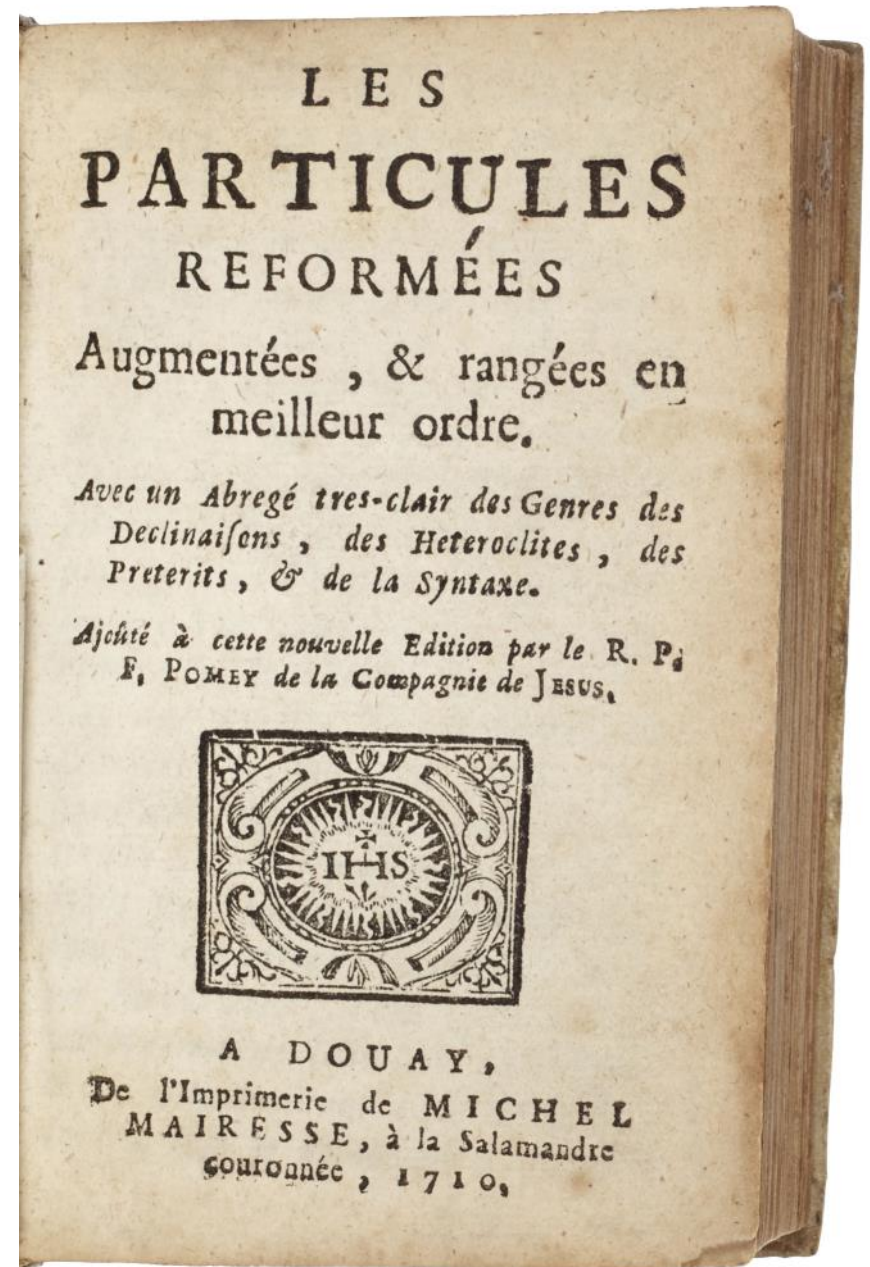 LES
PARTICULES
REFORMÉES
Augmentées , & rangées en
meilleur ordre.
Avec un Abregé tres-clair des Genres des
Declinaiſons , des Heteroclites , des
Preterits , & de la Syntaxe.
Ajoûté à cette nouvelle Edition par le R. P.
F. POMEY de la Compagnie de JESUS.
IHS
A DOUAY,
De l'Imprimerie de MICHEL
MAIRESSE, à la Salamandre
couronnée , 1710.